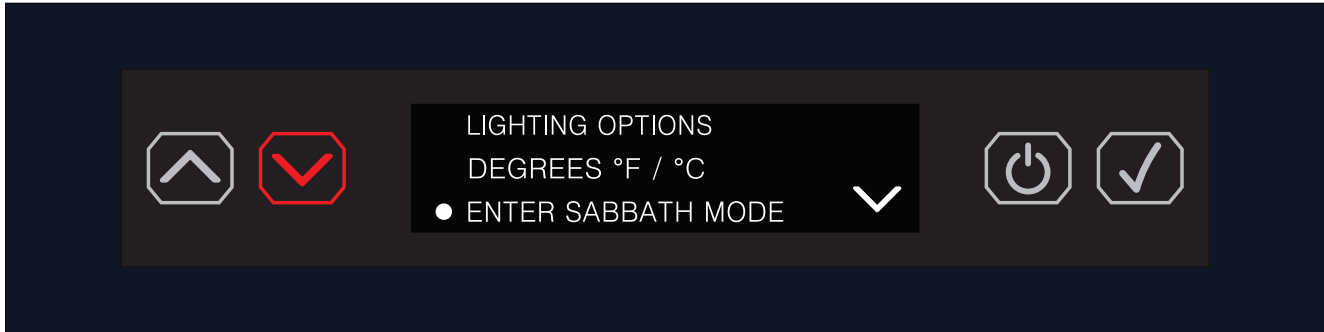 LIGHTING OPTIONS
DEGREES °F / °C
ENTER SABBATH MODE